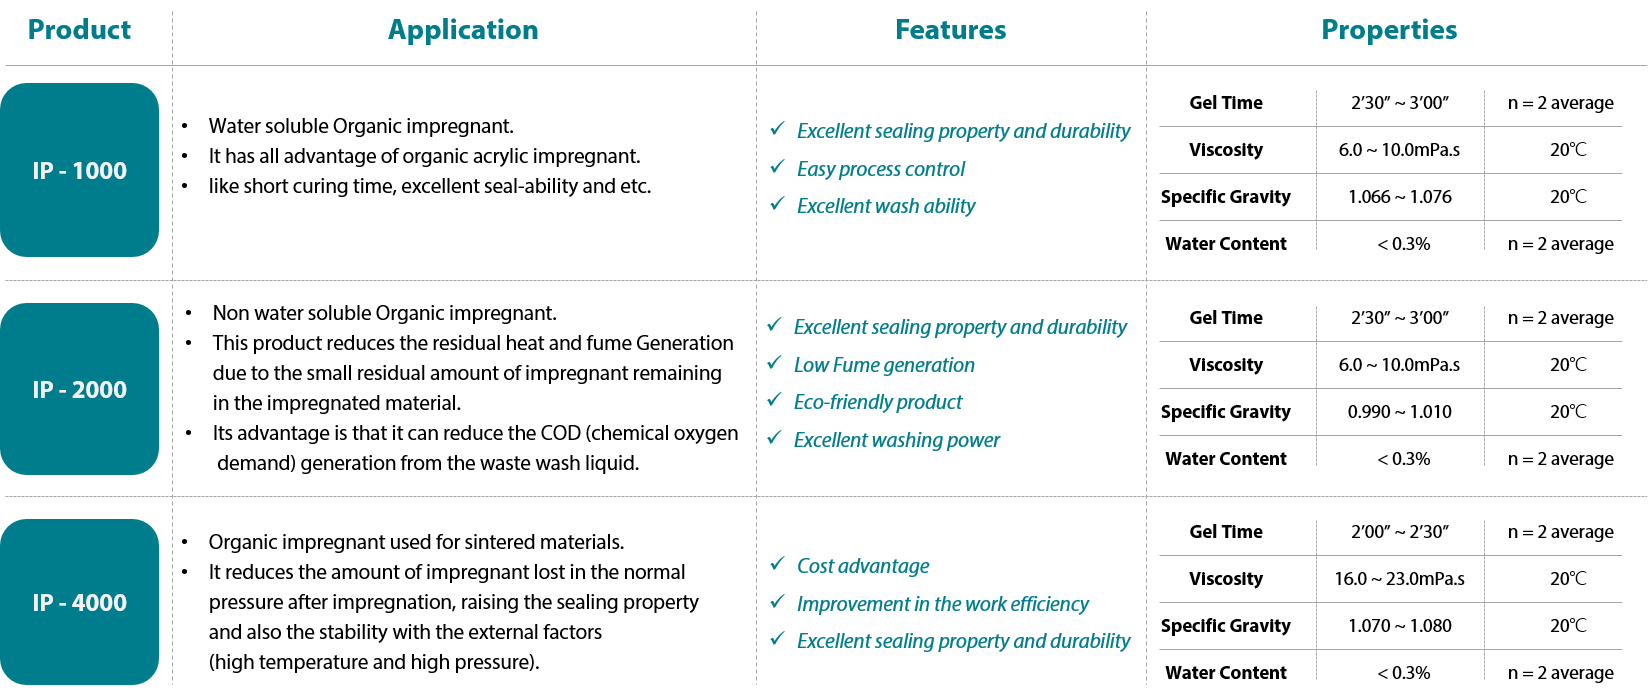 Product Application Features Properties
IP - 1000
• Water soluble Organic impregnant.
• It has all advantage of organic acrylic impregnant.
• like short curing time, excellent seal-ability and etc.
✓ Excellent sealing property and durability
✓ Easy process control
✓ Excellent wash ability
Gel Time 2’30” ~ 3’00” n = 2 average
Viscosity 6.0 ~ 10.0mPa.s 20℃
Specific Gravity 1.066 ~ 1.076 20℃
Water Content < 0.3% n = 2 average
IP - 2000
• Non water soluble Organic impregnant.
• This product reduces the residual heat and fume Generation
due to the small residual amount of impregnant remaining
in the impregnated material.
• Its advantage is that it can reduce the COD (chemical oxygen
demand) generation from the waste wash liquid.
✓ Excellent sealing property and durability
✓ Low Fume generation
✓ Eco-friendly product
✓ Excellent washing power
Gel Time 2’30” ~ 3’00” n = 2 average
Viscosity 6.0 ~ 10.0mPa.s 20℃
Specific Gravity 0.990 ~ 1.010 20℃
Water Content < 0.3% n = 2 average
IP - 4000
• Organic impregnant used for sintered materials.
• It reduces the amount of impregnant lost in the normal
pressure after impregnation, raising the sealing property
and also the stability with the external factors
(high temperature and high pressure).
✓ Cost advantage
✓ Improvement in the work efficiency
✓ Excellent sealing property and durability
Gel Time 2’00” ~ 2’30” n = 2 average
Viscosity 16.0 ~ 23.0mPa.s 20℃
Specific Gravity 1.070 ~ 1.080 20℃
Water Content < 0.3% n = 2 average